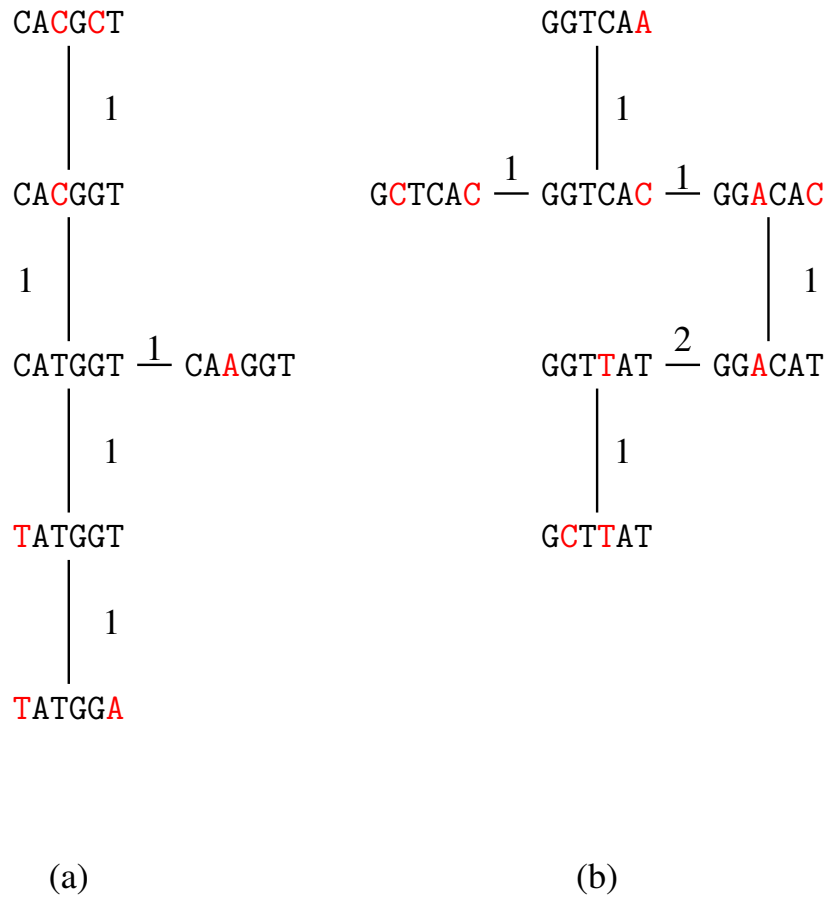 CACGCT
1
CACGGT
1
CATGGT 1 CAAGGT
1
TATGGT
1
TATGGA
(a)
GGTCAA
1
GCTCAC 1 GGTCAC 1 GGACAC
1
GGTTAT 2 GGACAT
1
GCTTAT
(b)